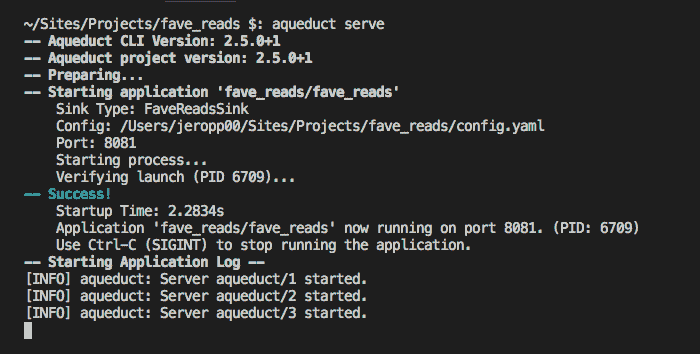 ~/Sites/Projects/fave_reads $: aqueduct serve
-- Aqueduct CLI Version: 2.5.0+1
-- Aqueduct project version: 2.5.0+1
-- Preparing...
-- Starting application 'fave_reads/fave_reads'
Sink Type: FaveReadsSink
Config: /Users/jeropp00/Sites/Projects/fave_reads/config.yaml
Port: 8081
Starting process...
Verifying launch (PID 6709)...
-- Success!
Startup Time: 2.2834s
Application 'fave_reads/fave_reads' now running on port 8081. (PID: 6709)
Use Ctrl-C (SIGINT) to stop running the application.
-- Starting Application Log --
[INFO] aqueduct: Server aqueduct/1 started.
[INFO] aqueduct: Server aqueduct/2 started.
[INFO] aqueduct: Server aqueduct/3 started.